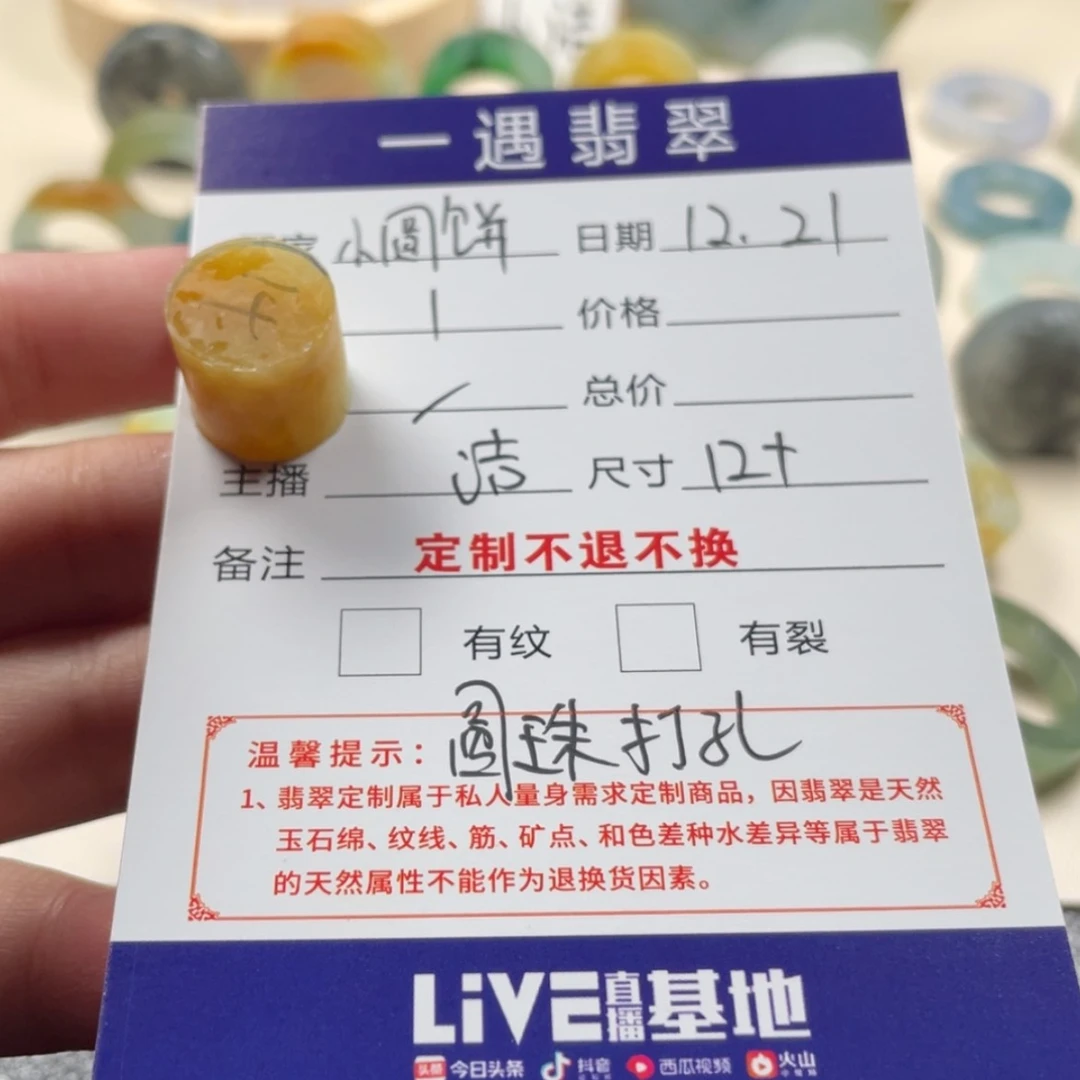 一遇翡翠
小圆饼 日期 12.21
1 价格
/ 总价
主播 洁 尺寸 12+
备注 定制不退不换
有纹 有裂
圆珠打孔
温馨提示：
1、翡翠定制属于私人量身需求定制商品，因翡翠是天然
玉石绵、纹线、筋、矿点、和色差种水差异等属于翡翠
的天然属性不能作为退换货因素。
LiVE直播基地
头条 今日头条 抖音 西瓜视频 火山